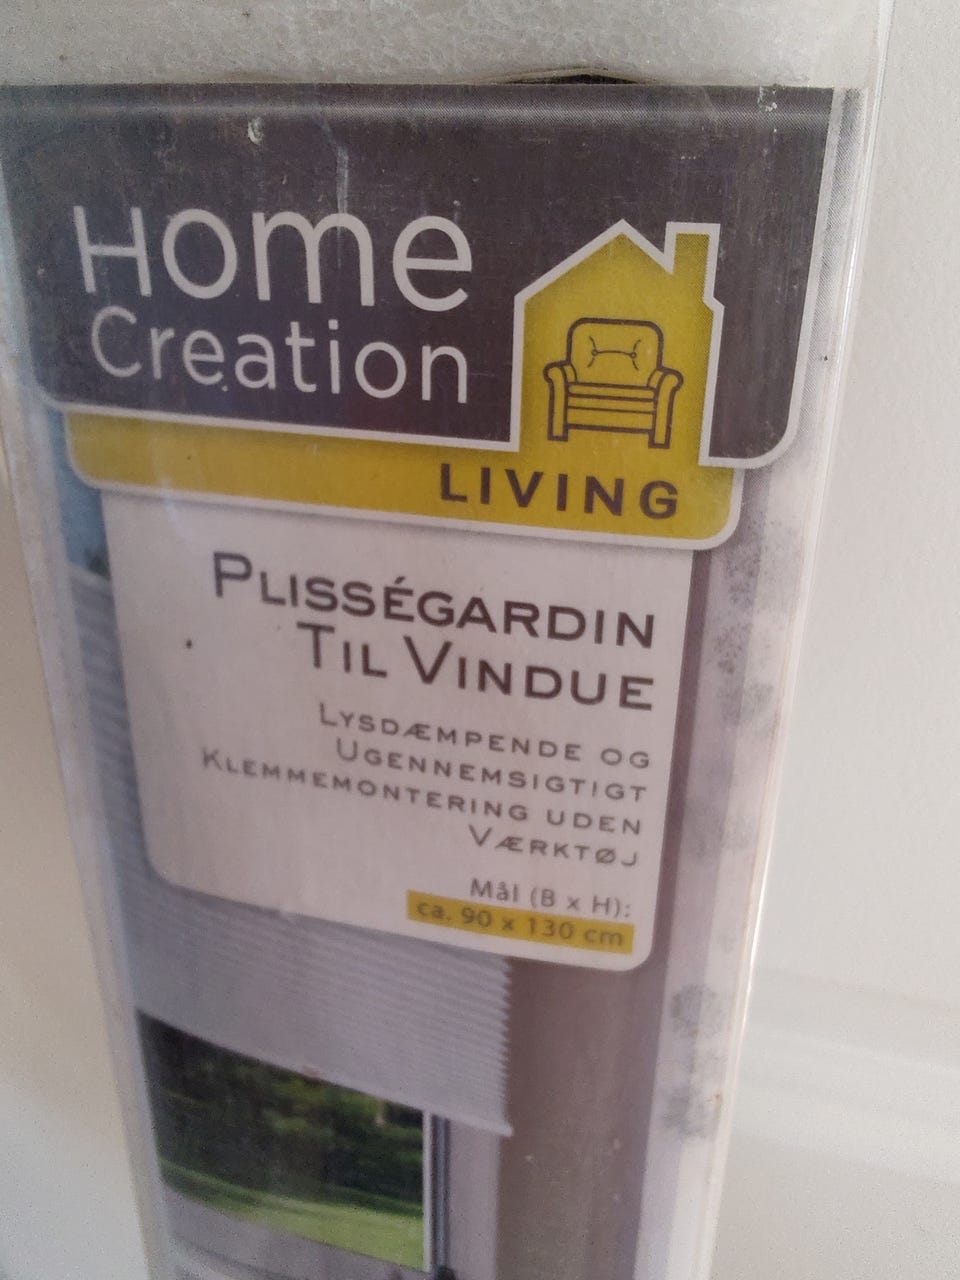 Home
Creation
LIVING
PLISSÉGARDIN
TIL VINDUE
LYSDÆMPENDE OG
UGENNEMSIGTIGT
KLEMMEMONTERING UDEN
VÆRKTØJ
Mål (B x H):
ca. 90 x 130 cm